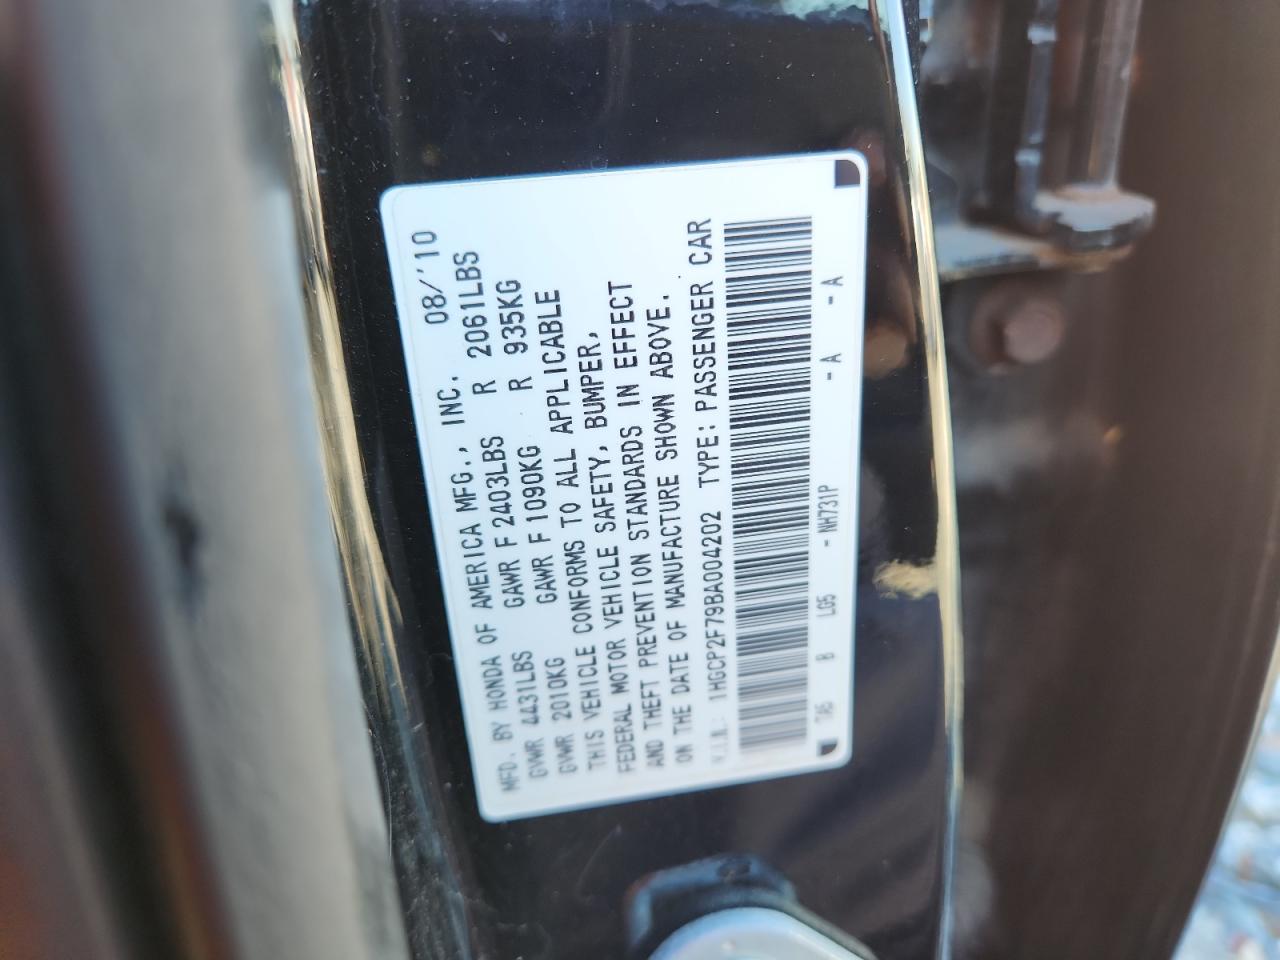 MFD. BY HONDA OF AMERICA MFG., INC. 08/'10
GVWR 4431LBS GAWR F 2403LBS R 2061LBS
GVWR 2010KG GAWR F 1090KG R 935KG
THIS VEHICLE CONFORMS TO ALL APPLICABLE
FEDERAL MOTOR VEHICLE SAFETY, BUMPER,
AND THEFT PREVENTION STANDARDS IN EFFECT
ON THE DATE OF MANUFACTURE SHOWN ABOVE.
V.I.N.: 1HGCP2F79BA004202 TYPE: PASSENGER CAR
TA5 B LG5 - NH731P - A - A